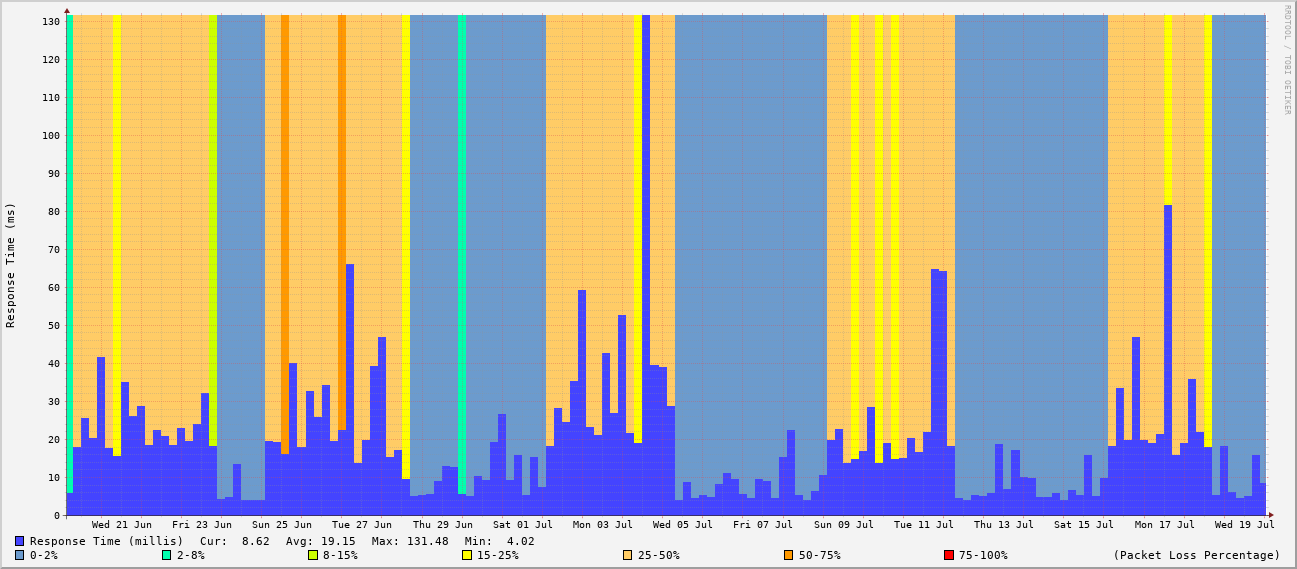 RRDTOOL / TOBI OETIKER
Response Time (ms)
130
120
110
100
90
80
70
60
50
40
30
20
10
0
Wed 21 Jun Fri 23 Jun Sun 25 Jun Tue 27 Jun Thu 29 Jun Sat 01 Jul Mon 03 Jul Wed 05 Jul Fri 07 Jul Sun 09 Jul Tue 11 Jul Thu 13 Jul Sat 15 Jul Mon 17 Jul Wed 19 Jul
Response Time (millis) Cur: 8.62 Avg: 19.15 Max: 131.48 Min: 4.02
0-2% 2-8% 8-15% 15-25% 25-50% 50-75% 75-100% (Packet Loss Percentage)